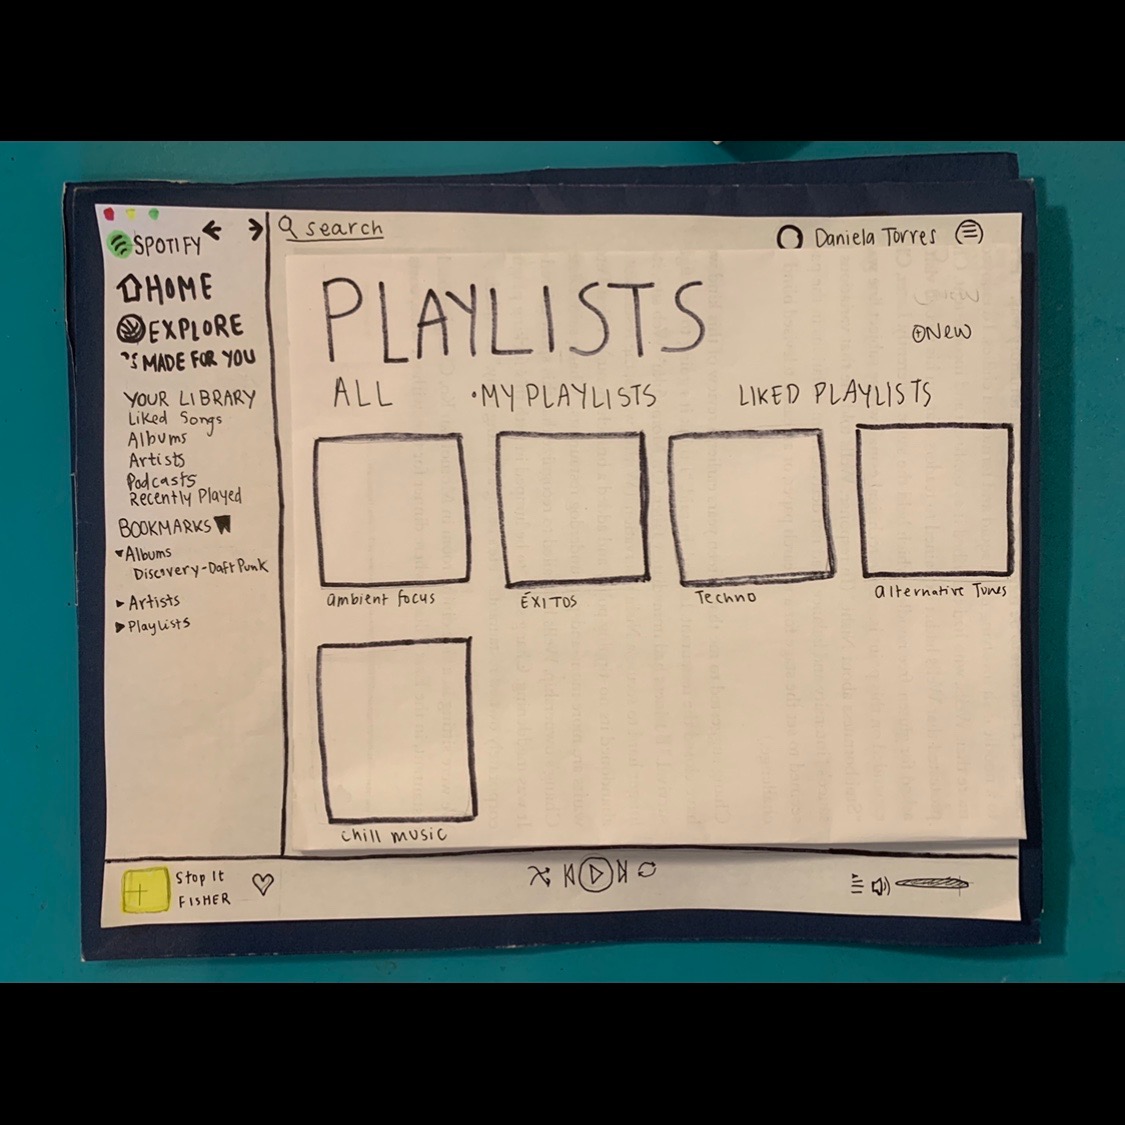 SPOTIFY
search
Daniela Torres
HOME
EXPLORE
MADE FOR YOU
YOUR LIBRARY
Liked Songs
Albums
Artists
Podcasts
Recently Played
BOOKMARKS
Albums
Discovery-Daft Punk
Artists
Playlists
PLAYLISTS
New
ALL
•MY PLAYLISTS
LIKED PLAYLISTS
ambient focus
ÉXITOS
Techno
alternative Tunes
chill music
Stop It
FISHER